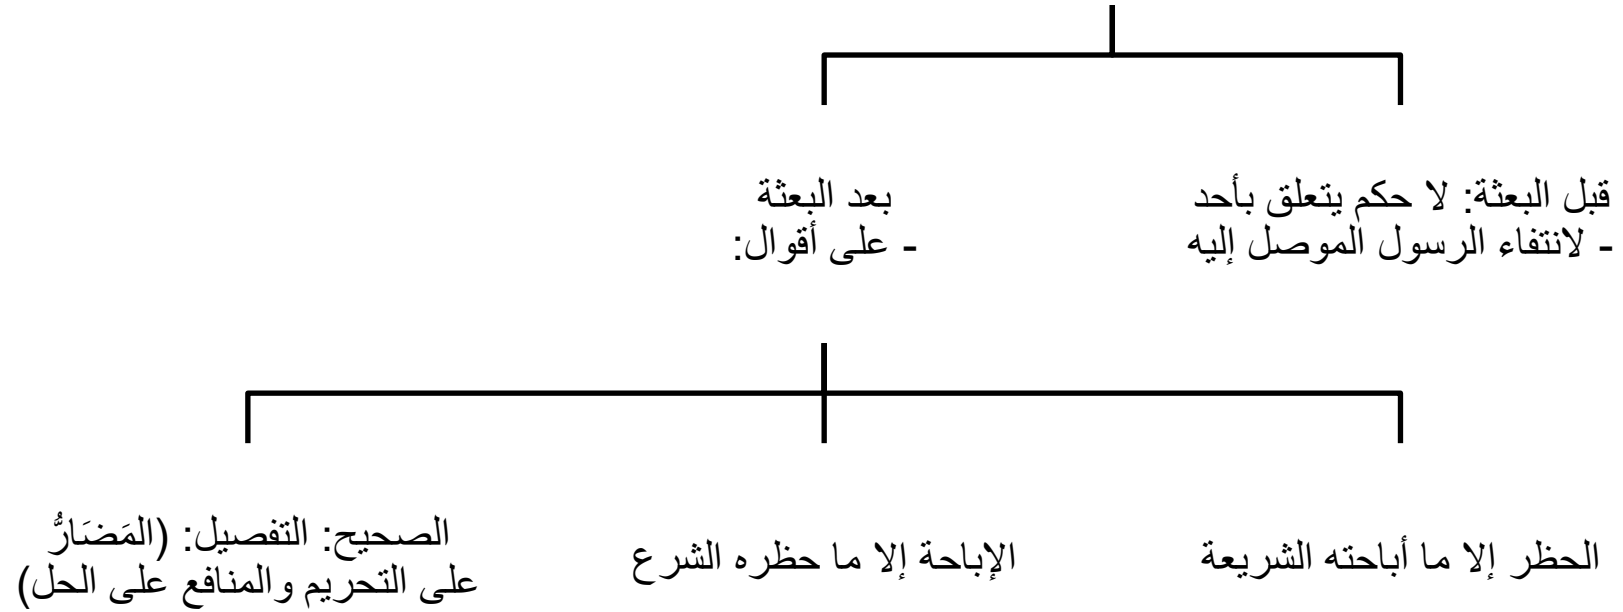 قبل البعثة: لا حكم يتعلق بأحد
- لانتفاء الرسول الموصل إليه
بعد البعثة
- على أقوال:
الحظر إلا ما أباحته الشريعة
الإباحة إلا ما حظره الشرع
الصحيح: التفصيل: (المَضَارُّ
على التحريم والمنافع على الحل)